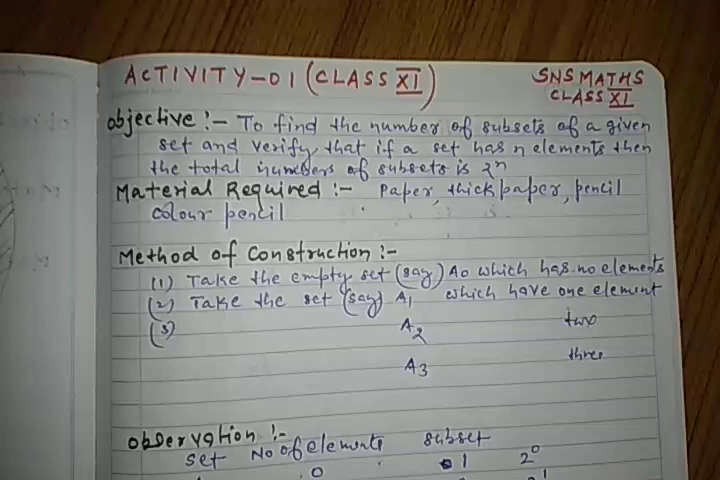 ACTIVITY-01 (CLASS XI)
SNS MATHS
CLASS XI
Objective :- To find the number of subsets of a given
set and verify that if a set has n elements then
the total numbers of subsets is 2ⁿ
Material Required :- Paper, thick paper, pencil
colour pencil
Method of Construction :-
(1) Take the empty set (say) A₀ which has no elements
(2) Take the set (say) A₁ which have one element
(3) A₂ two
A₃ three
Observation :-
set No of elements subset
0 1 2⁰